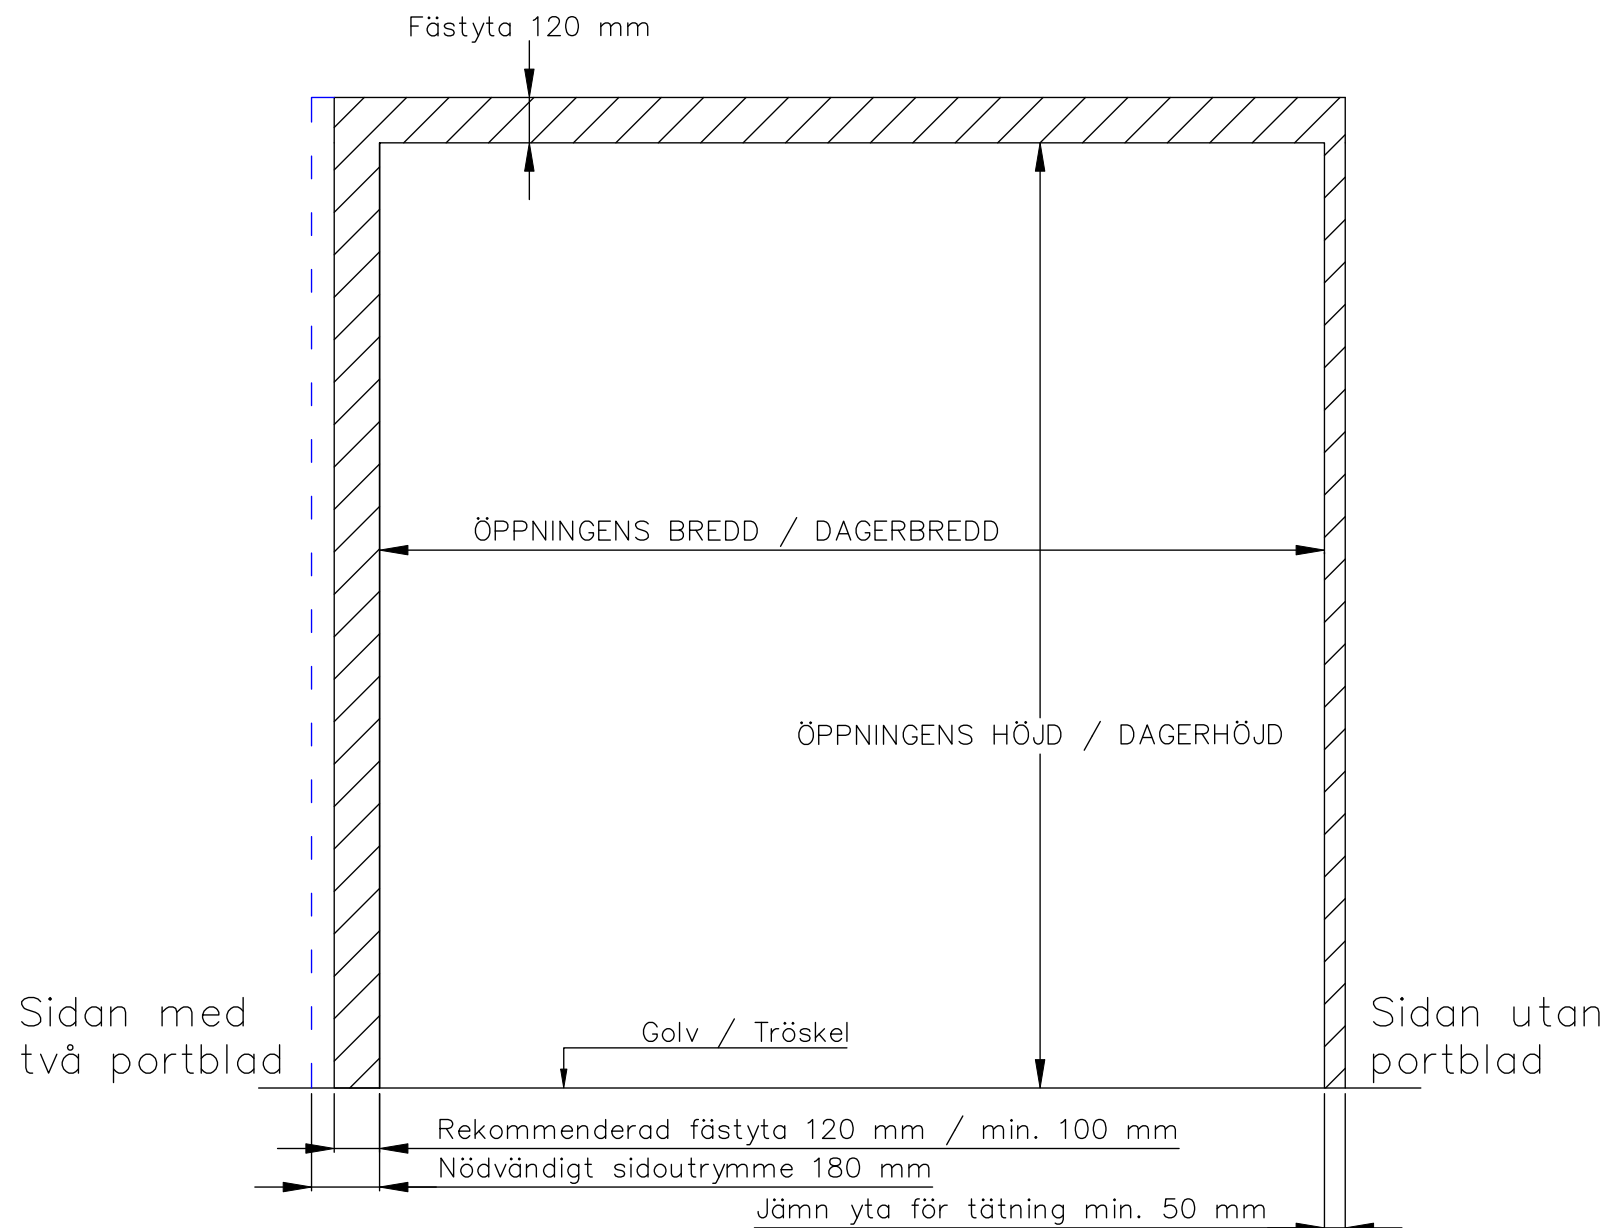 Fästyta 120 mm
ÖPPNINGENS BREDD / DAGERBREDD
ÖPPNINGENS HÖJD / DAGERHÖJD
Sidan med
två portblad
Golv / Tröskel
Sidan utan
portblad
Rekommenderad fästyta 120 mm / min. 100 mm
Nödvändigt sidoutrymme 180 mm
Jämn yta för tätning min. 50 mm